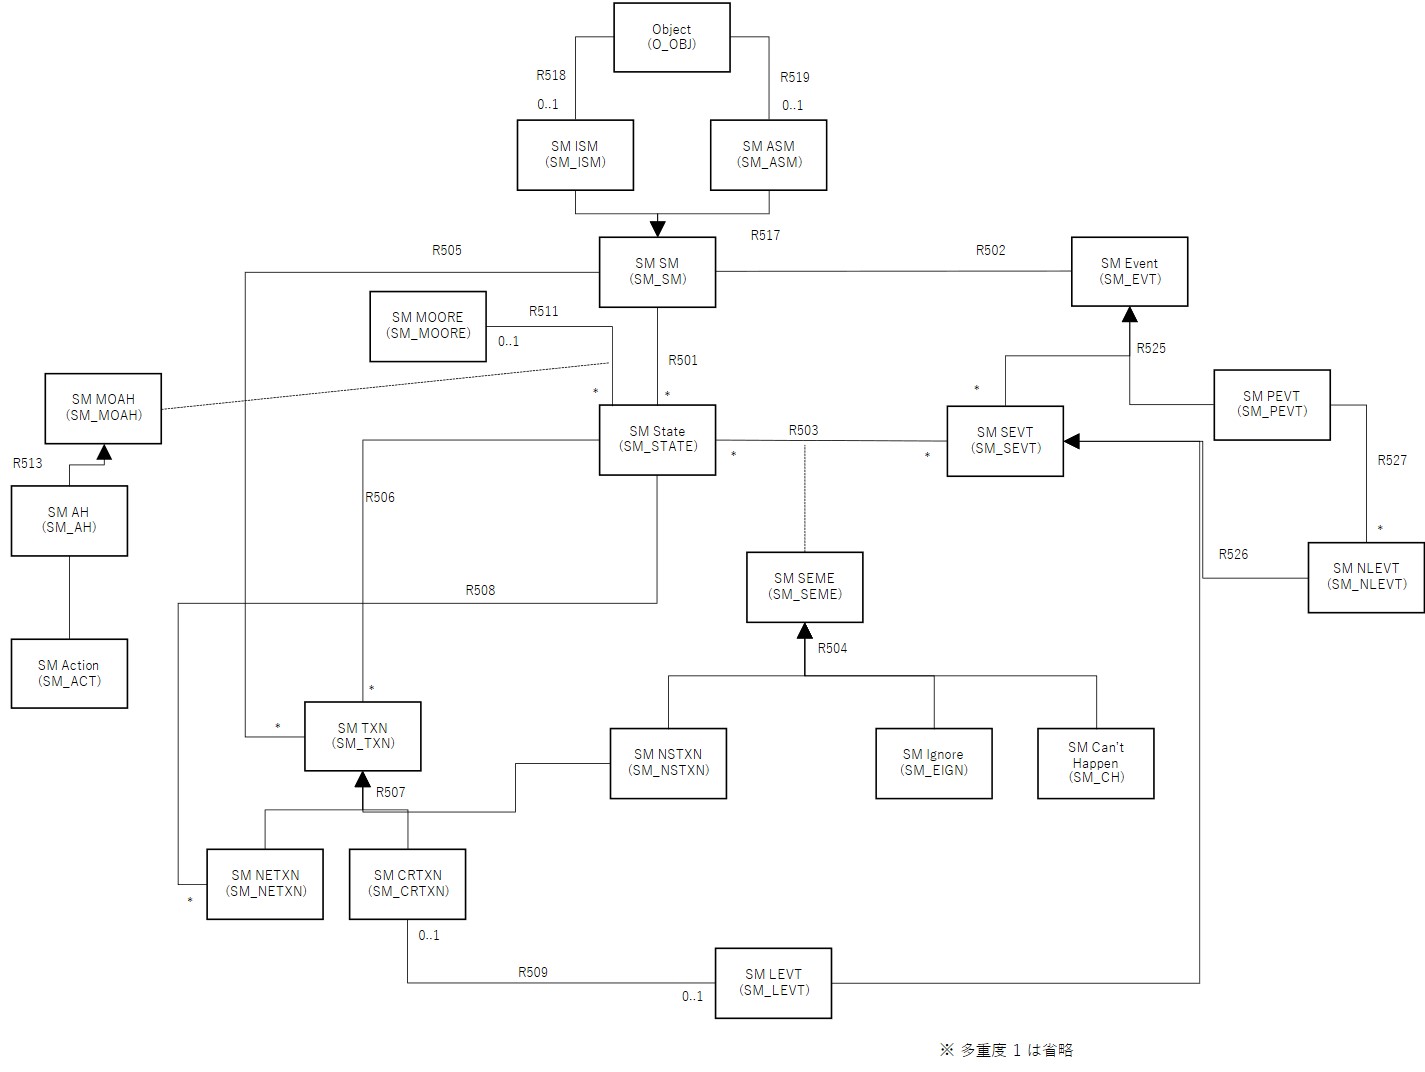 Object
(O_OBJ)
R518
R519
0..1
0..1
SM ISM
(SM_ISM)
SM ASM
(SM_ASM)
R517
R505
SM SM
(SM_SM)
R502
SM Event
(SM_EVT)
SM MOORE
(SM_MOORE)
R511
0..1
R501
R525
*
*
*
SM MOAH
(SM_MOAH)
SM PEVT
(SM_PEVT)
SM State
(SM_STATE)
R503
*
*
SM SEVT
(SM_SEVT)
R513
R527
R506
SM AH
(SM_AH)
*
R526
SM SEME
(SM_SEME)
SM NLEVT
(SM_NLEVT)
R508
R504
SM Action
(SM_ACT)
*
*
SM TXN
(SM_TXN)
SM NSTXN
(SM_NSTXN)
SM Ignore
(SM_EIGN)
SM Can't
Happen
(SM_CH)
R507
SM NETXN
(SM_NETXN)
SM CRTXN
(SM_CRTXN)
*
0..1
R509
0..1
SM LEVT
(SM_LEVT)
※ 多重度 1 は省略